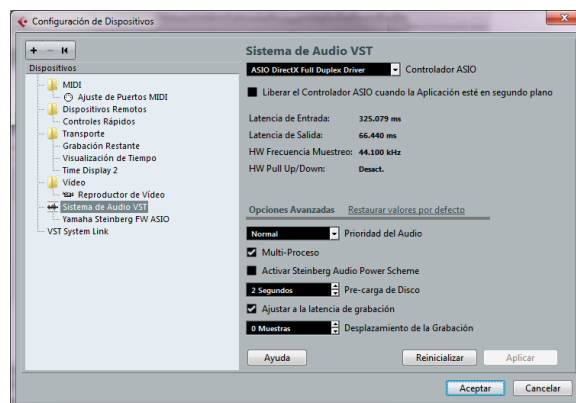 Configuración de Dispositivos
Dispositivos
MIDI
Ajuste de Puertos MIDI
Dispositivos Remotos
Controles Rápidos
Transporte
Grabación Restante
Visualización de Tiempo
Time Display 2
Vídeo
Reproductor de Vídeo
Sistema de Audio VST
Yamaha Steinberg FW ASIO
VST System Link
Sistema de Audio VST
ASIO DirectX Full Duplex Driver Controlador ASIO
Liberar el Controlador ASIO cuando la Aplicación esté en segundo plano
Latencia de Entrada: 325.079 ms
Latencia de Salida: 66.440 ms
HW Frecuencia Muestreo: 44.100 kHz
HW Pull Up/Down: Desact.
Opciones Avanzadas Restaurar valores por defecto
Normal Prioridad del Audio
Multi-Proceso
Activar Steinberg Audio Power Scheme
2 Segundos Pre-carga de Disco
Ajustar a la latencia de grabación
0 Muestras Desplazamiento de la Grabación
Ayuda Reinicializar Aplicar
Aceptar Cancelar